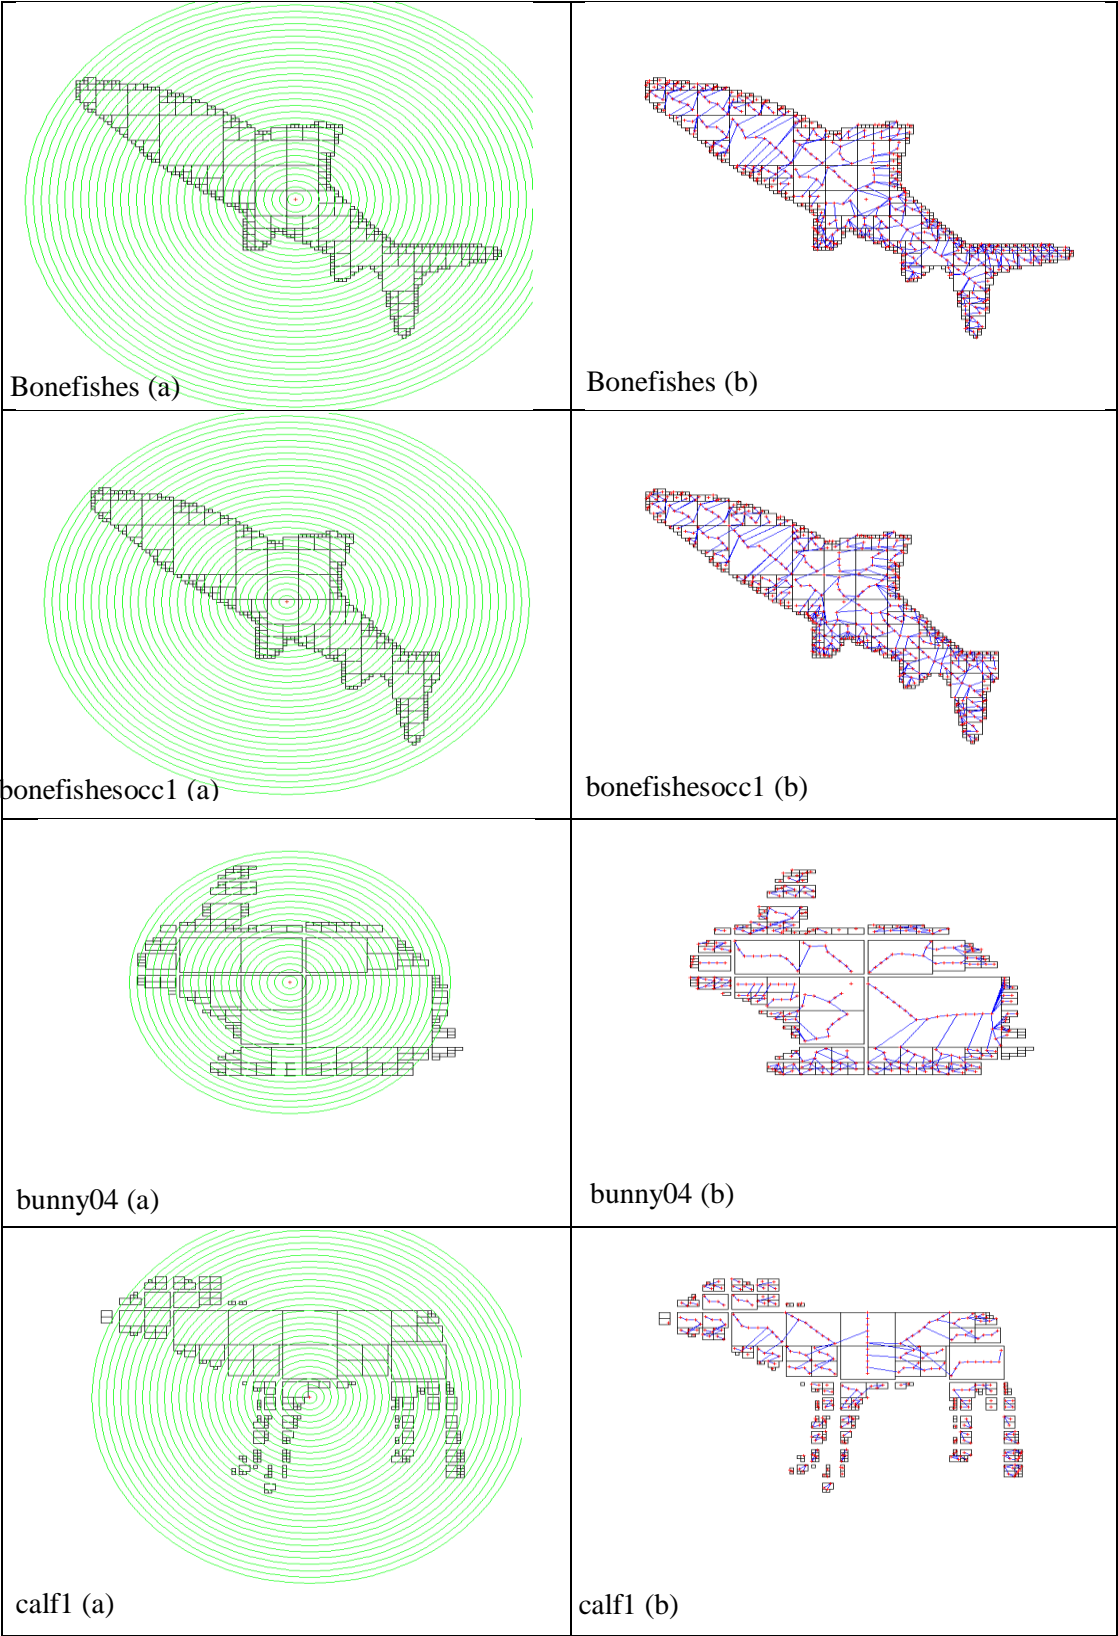 Bonefishes (a)
Bonefishes (b)
bonefishesocc1 (a)
bonefishesocc1 (b)
bunny04 (a)
bunny04 (b)
calf1 (a)
calf1 (b)